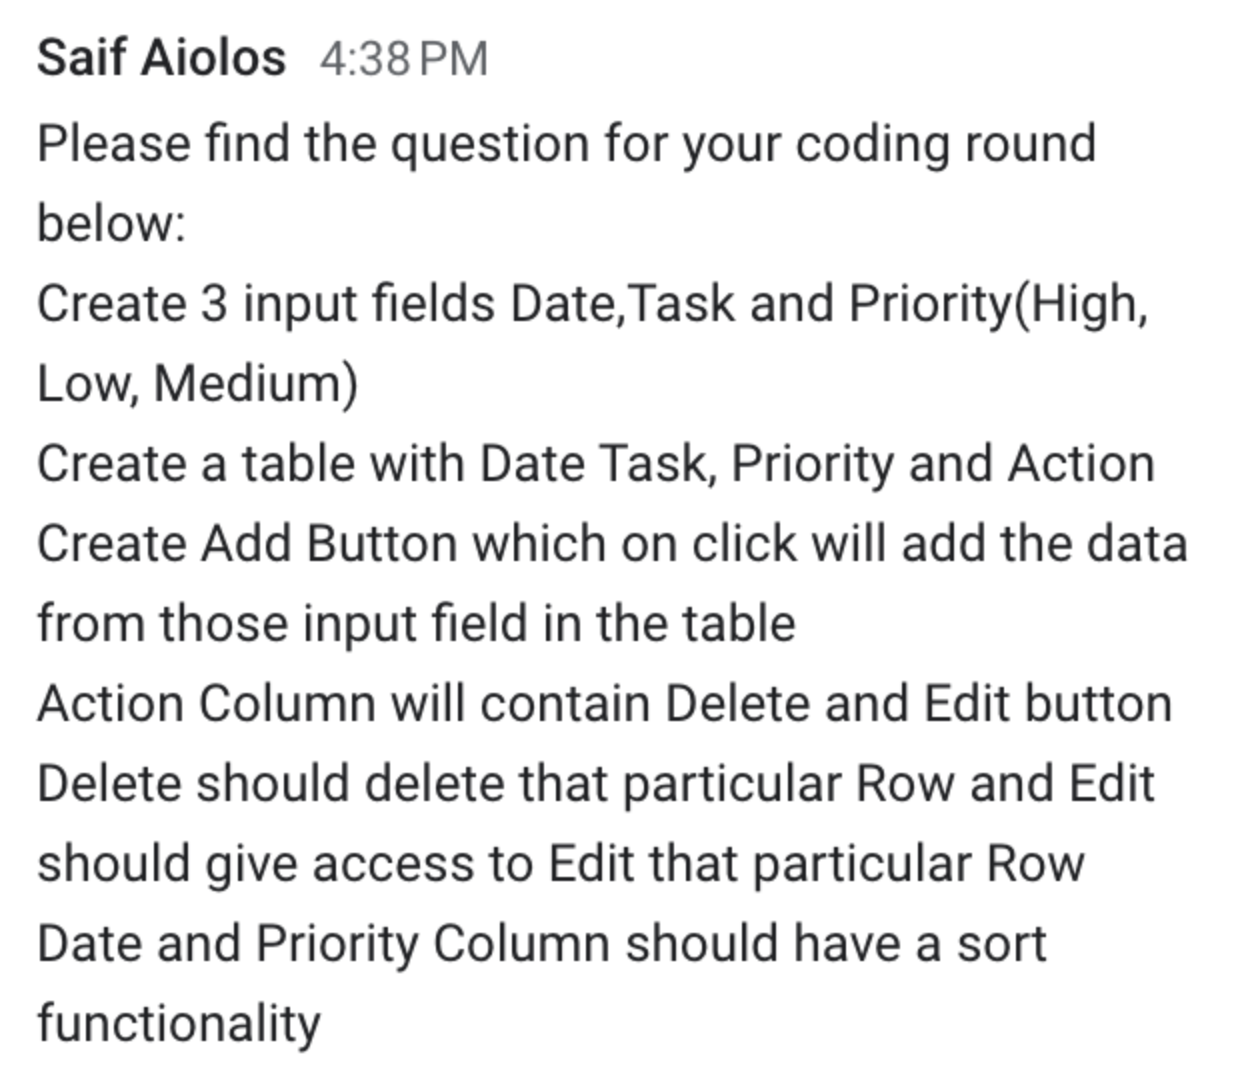 Saif Aiolos 4:38 PM
Please find the question for your coding round
below:
Create 3 input fields Date,Task and Priority(High,
Low, Medium)
Create a table with Date Task, Priority and Action
Create Add Button which on click will add the data
from those input field in the table
Action Column will contain Delete and Edit button
Delete should delete that particular Row and Edit
should give access to Edit that particular Row
Date and Priority Column should have a sort
functionality